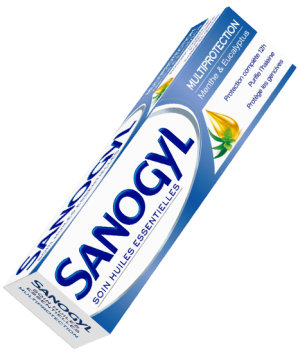 SANOGYL
SOIN HUILES ESSENTIELLES
MULTIPROTECTION
Menthe & Eucalyptus
Protection complète 12h
Purifie l'haleine
Protège les gencives
SANOGYL
SANOGYL
SOIN HUILES
ESSENTIELLES
MULTIPROTECTION